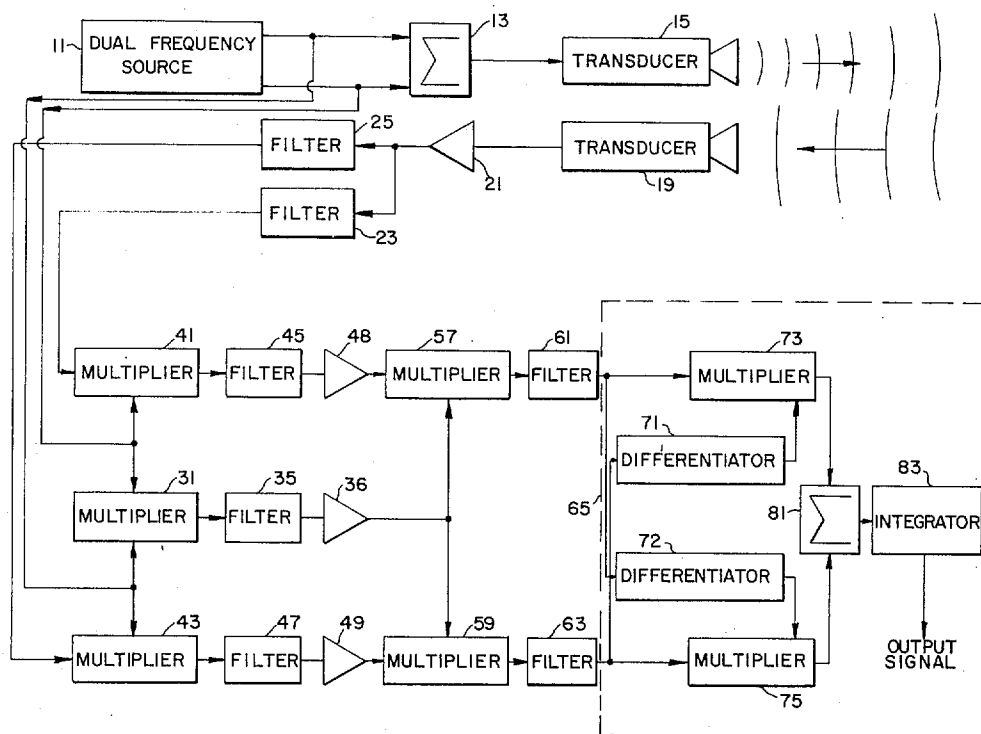 11
DUAL FREQUENCY
SOURCE
13
∑
15
TRANSDUCER
25
FILTER
21
TRANSDUCER
19
FILTER
23
41
MULTIPLIER
45
FILTER
48
57
MULTIPLIER
61
FILTER
73
MULTIPLIER
71
DIFFERENTIATOR
31
MULTIPLIER
35
FILTER
36
65
81
∑
83
INTEGRATOR
72
DIFFERENTIATOR
43
MULTIPLIER
47
FILTER
49
59
MULTIPLIER
63
FILTER
MULTIPLIER
75
OUTPUT
SIGNAL